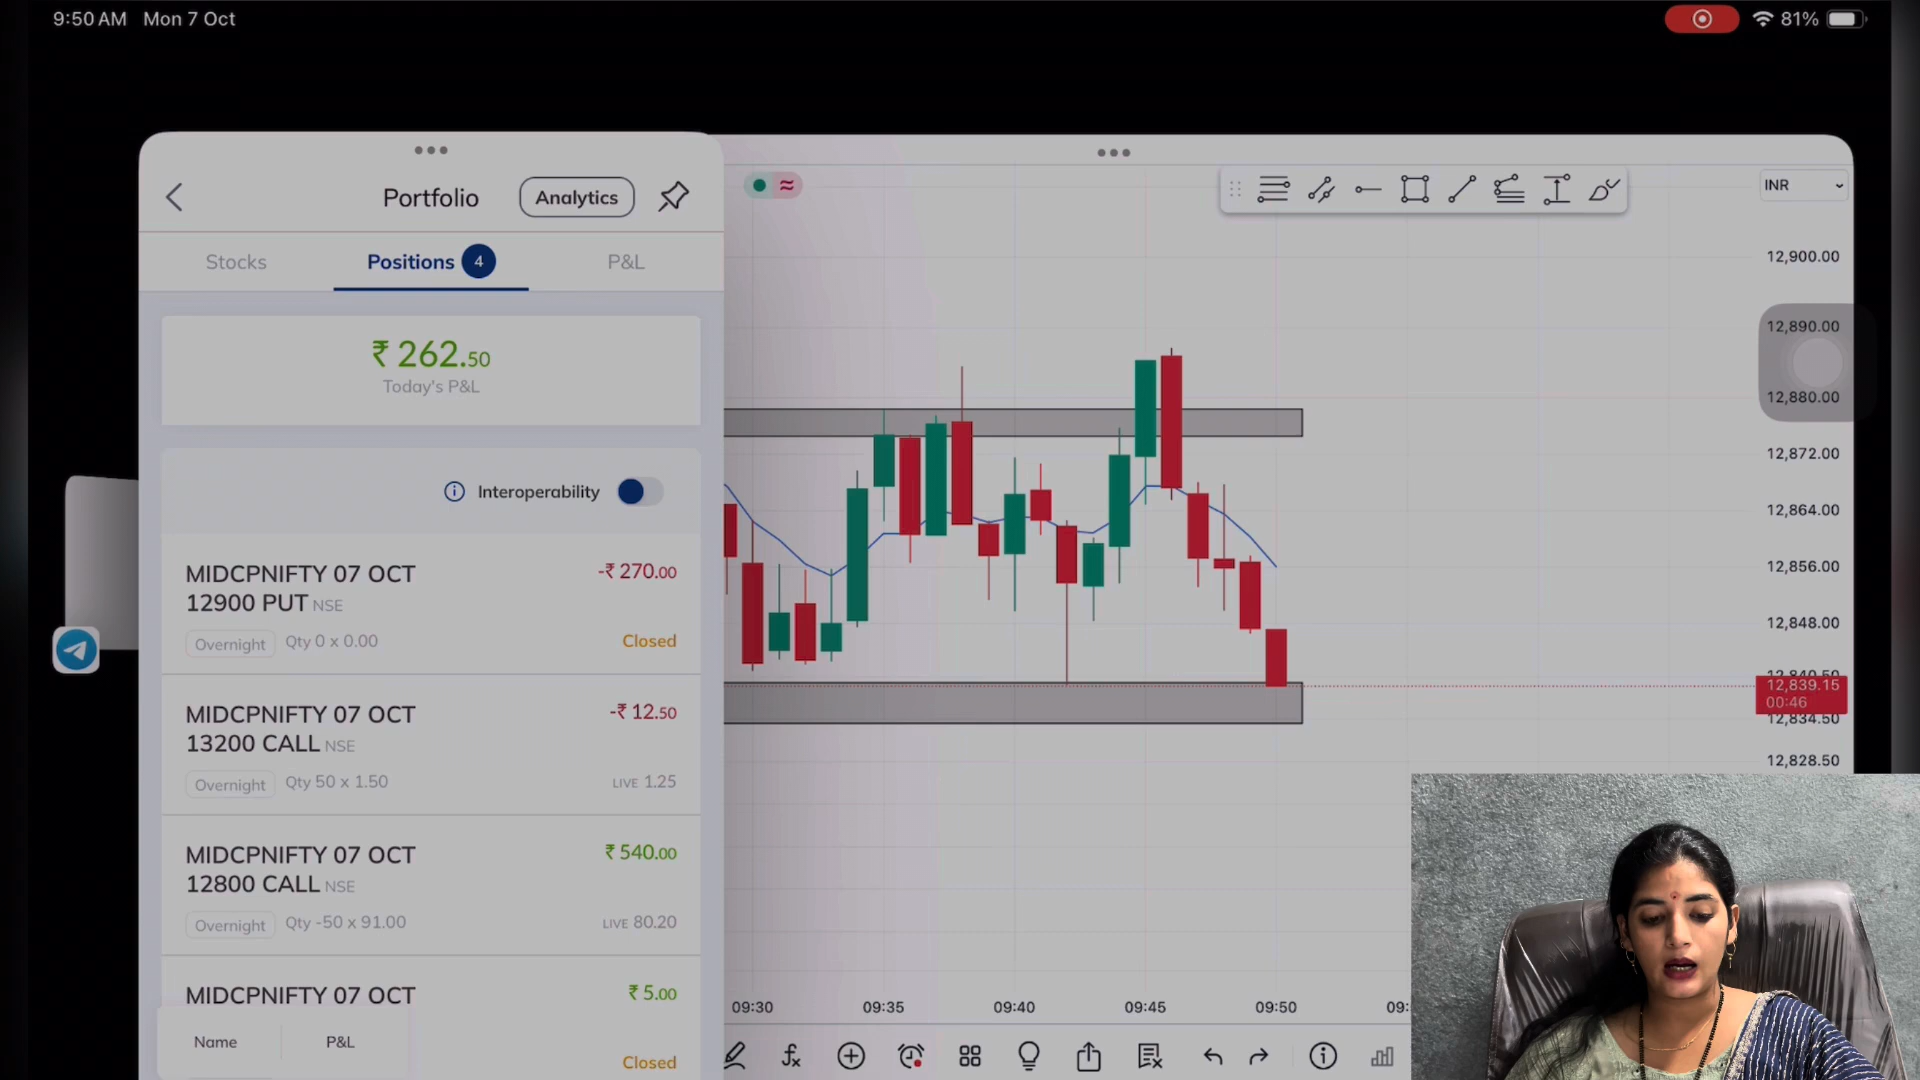 9:50 AM Mon 7 Oct
81%
Portfolio
Analytics
Stocks
Positions 4
P&L
₹ 262.50
Today's P&L
Interoperability
MIDCPNIFTY 07 OCT
-₹ 270.00
12900 PUT NSE
Overnight
Qty 0 x 0.00
Closed
MIDCPNIFTY 07 OCT
-₹ 12.50
13200 CALL NSE
Overnight
Qty 50 x 1.50
LIVE 1.25
MIDCPNIFTY 07 OCT
₹ 540.00
12800 CALL NSE
Overnight
Qty -50 x 91.00
LIVE 80.20
MIDCPNIFTY 07 OCT
₹ 5.00
Name
P&L
Closed
INR
12,900.00
12,890.00
12,880.00
12,872.00
12,864.00
12,856.00
12,848.00
12,840.50
12,839.15
00:46
12,834.50
12,828.50
09:30
09:35
09:40
09:45
09:50
09: